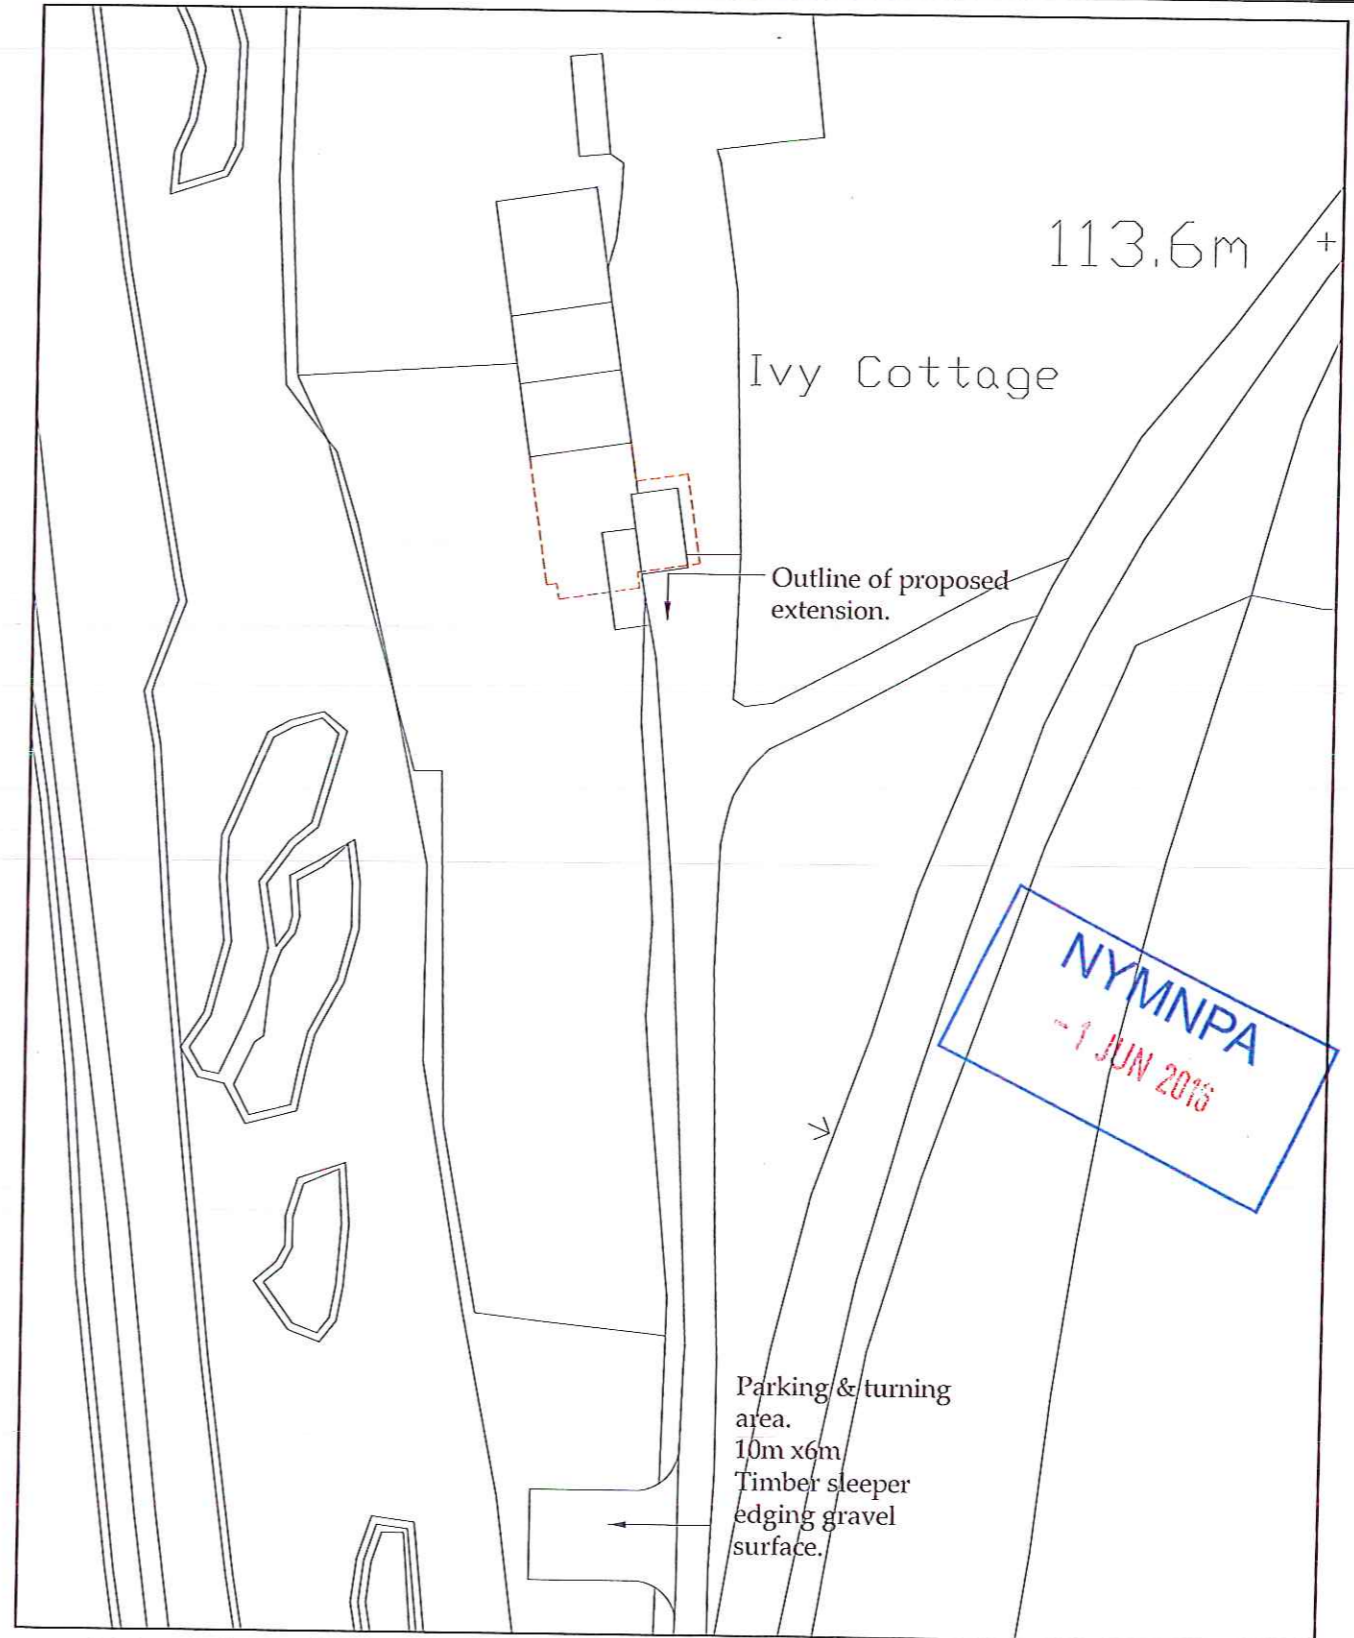 113.6m
Ivy Cottage
Outline of proposed
extension.
NYMNPA
-1 JUN 2016
Parking & turning
area.
10m x6m
Timber sleeper
edging gravel
surface.